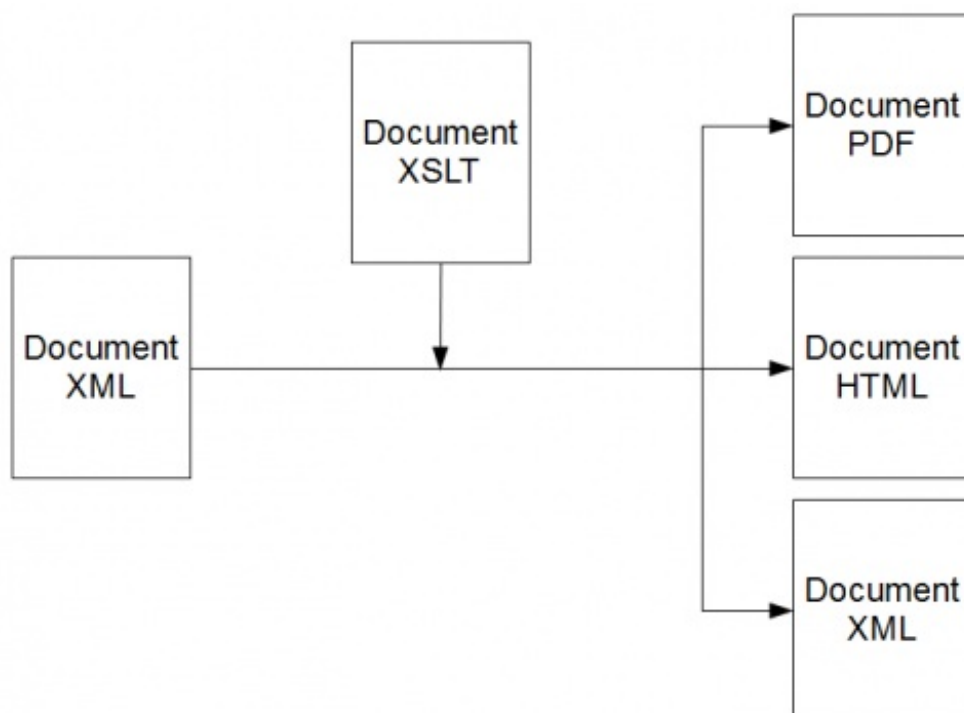 Document
XSLT
Document
PDF
Document
XML
Document
HTML
Document
XML